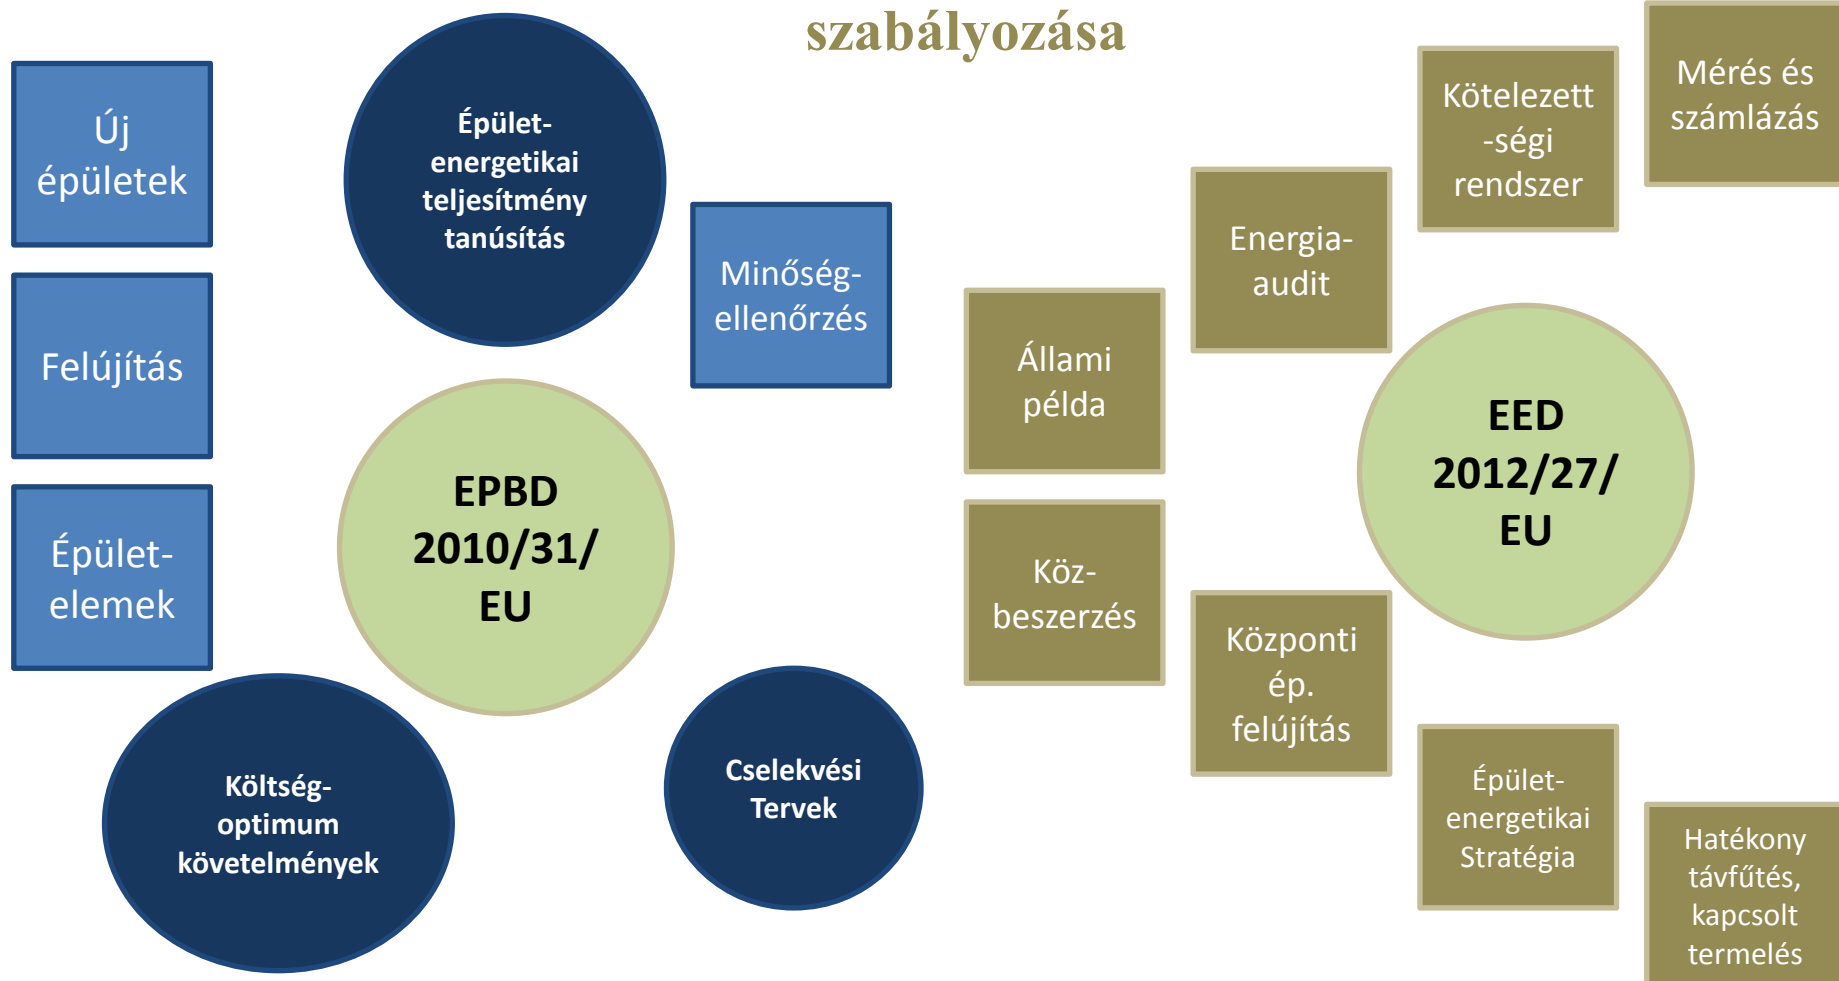 szabályozása
Új
épületek
Felújítás
Épület-
elemek
Épület-
energetikai
teljesítmény
tanúsítás
Minőség-
ellenőrzés
EPBD
2010/31/
EU
Költség-
optimum
követelmények
Cselekvési
Tervek
Állami
példa
Köz-
beszerzés
Energia-
audit
Központi
ép.
felújítás
Kötelezett
-ségi
rendszer
Mérés és
számlázás
EED
2012/27/
EU
Épület-
energetikai
Stratégia
Hatékony
távfűtés,
kapcsolt
termelés